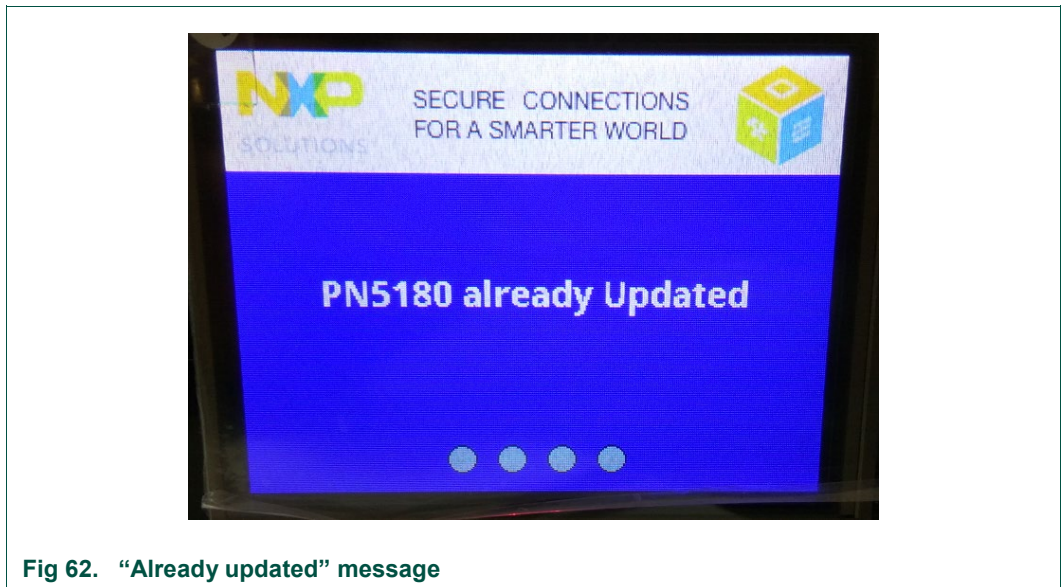 NXP
SECURE CONNECTIONS
FOR A SMARTER WORLD
SOLUTIONS
PN5180 already Updated
Fig 62. “Already updated” message